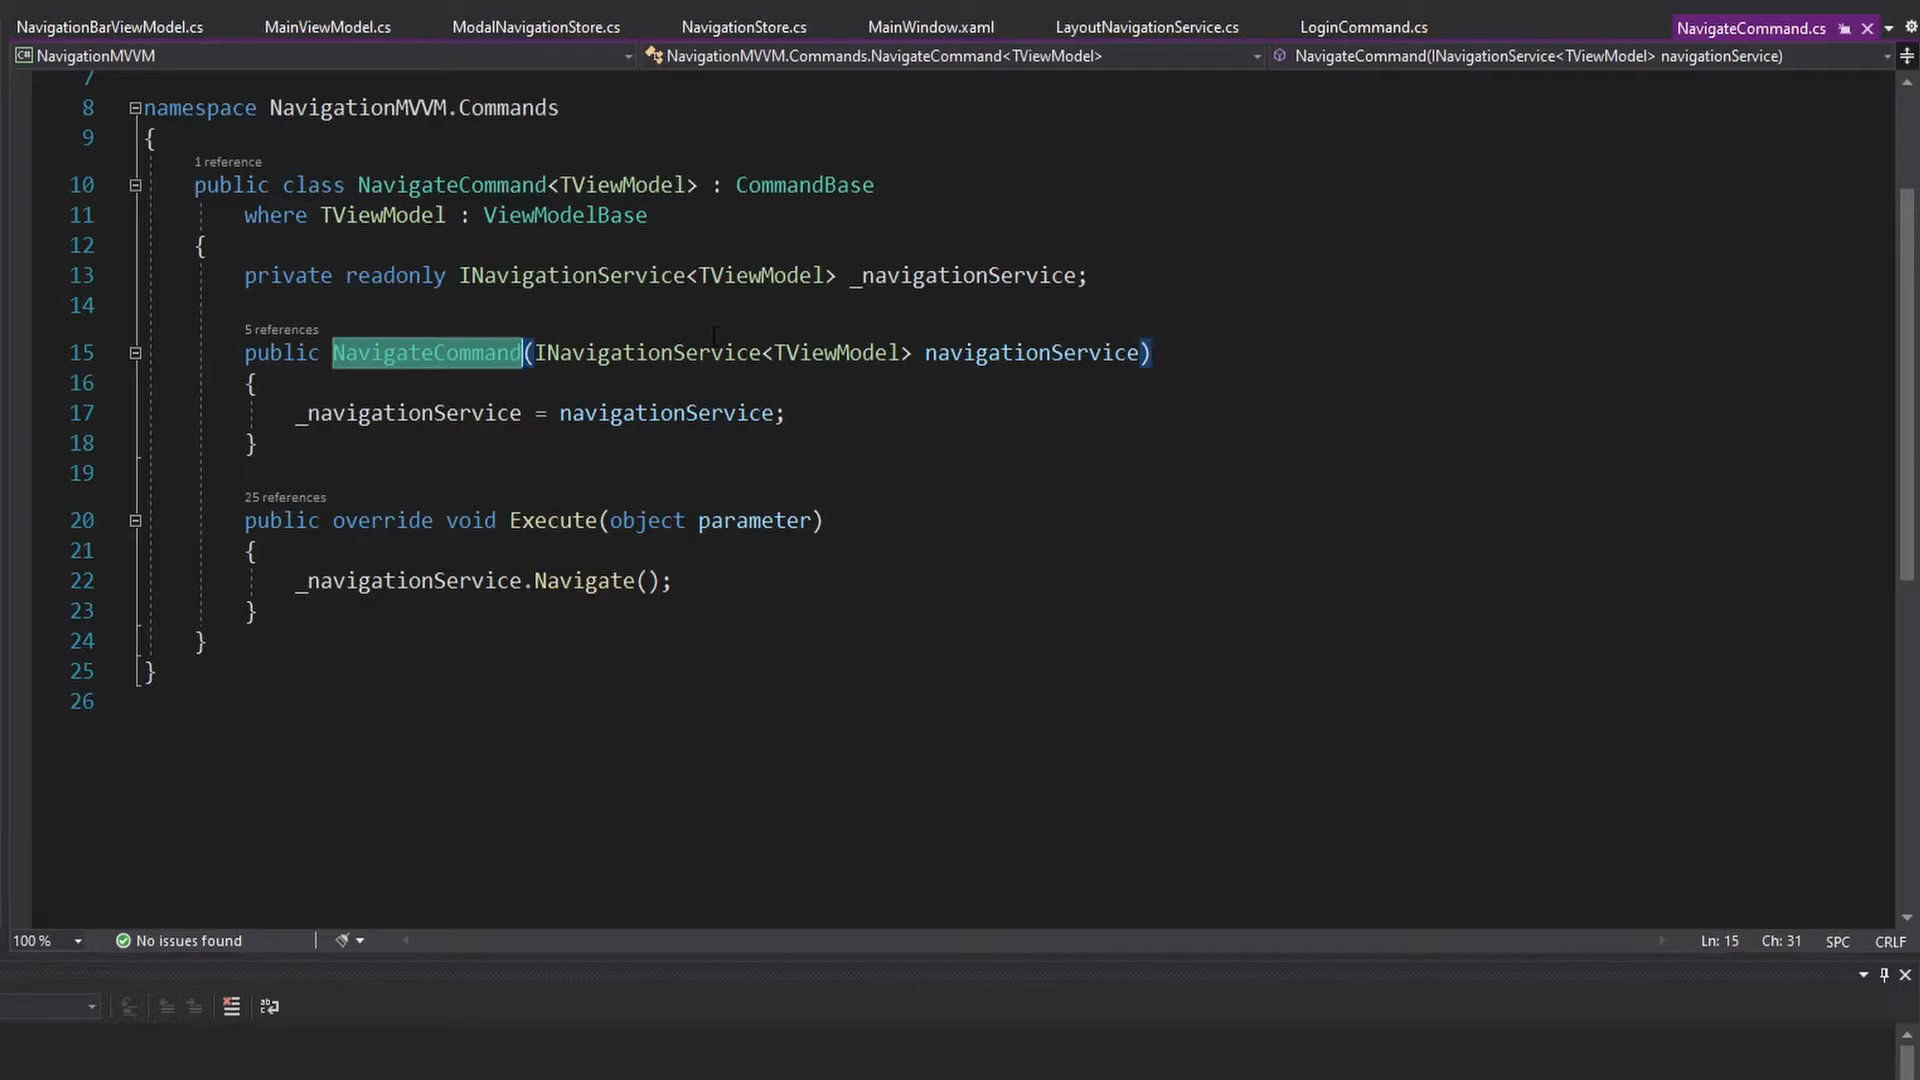 NavigationBarViewModel.cs MainViewModel.cs ModalNavigationStore.cs NavigationStore.cs MainWindow.xaml LayoutNavigationService.cs LoginCommand.cs NavigateCommand.cs
C# NavigationMVVM NavigationMVVM.Commands.NavigateCommand<TViewModel> NavigateCommand(INavigationService<TViewModel> navigationService)
7
8 namespace NavigationMVVM.Commands
9 {
1 reference
10 public class NavigateCommand<TViewModel> : CommandBase
11 where TViewModel : ViewModelBase
12 {
13 private readonly INavigationService<TViewModel> _navigationService;
14
5 references
15 public NavigateCommand(INavigationService<TViewModel> navigationService)
16 {
17 _navigationService = navigationService;
18 }
19
25 references
20 public override void Execute(object parameter)
21 {
22 _navigationService.Navigate();
23 }
24 }
25 }
26
100 % No issues found Ln: 15 Ch: 31 SPC CRLF